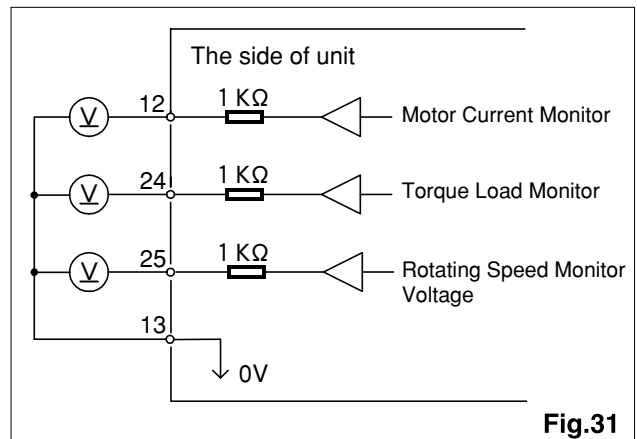 The side of unit
12
1 KΩ
V
Motor Current Monitor
24
1 KΩ
V
Torque Load Monitor
25
1 KΩ
V
Rotating Speed Monitor
Voltage
13
0V
Fig.31